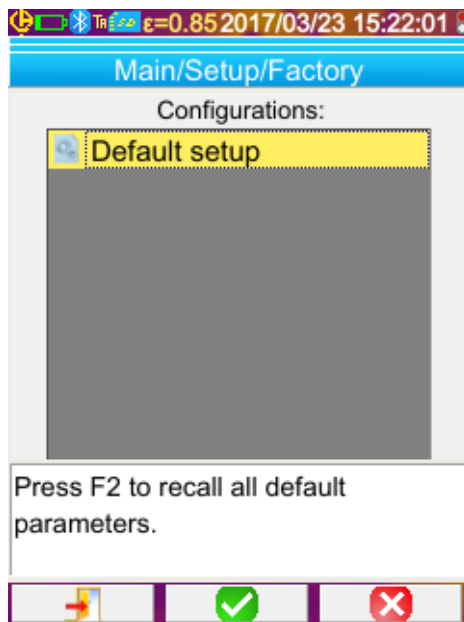 ε=0.85 2017/03/23 15:22:01
Main/Setup/Factory
Configurations:
Default setup
Press F2 to recall all default
parameters.